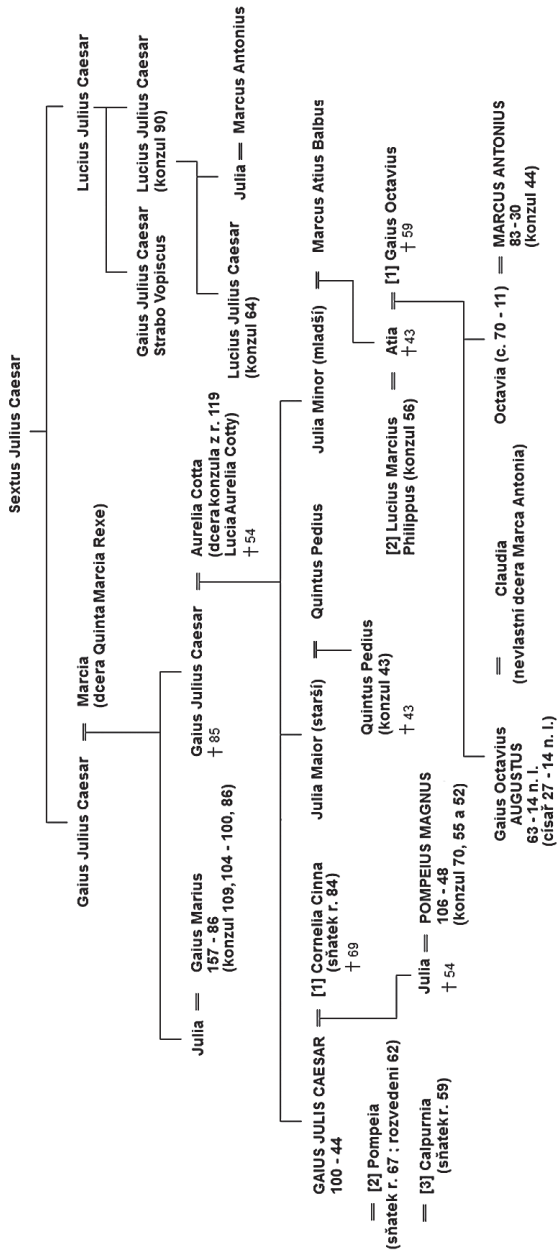 Sextus Julius Caesar
Gaius Julius Caesar
Marcia
(dcera Quinta Marcia Rexe)
Lucius Julius Caesar
Julia
Gaius Marius
157 - 86
(konzul 109,104 - 100, 86)
Gaius Julius Caesar
† 85
Aurelia Cotta
(dcera konzula z r. 119
Lucia Aurelia Cotty)
† 54
Gaius Julius Caesar
Strabo Vopiscus
Lucius Julius Caesar
(konzul 90)
Lucius Julius Caesar
(konzul 64)
Julia
Marcus Antonius
GAIUS JULIS CAESAR
100 - 44
[1] Cornelia Cinna
(sňatek r. 84)
† 69
[2] Pompeia
(sňatek r. 67 : rozvedeni 62)
[3] Calpurnia
(sňatek r. 59)
Julia
† 54
POMPEIUS MAGNUS
106 - 48
(konzul 70, 55 a 52)
Julia Maior (starší)
Quintus Pedius
Quintus Pedius
(konzul 43)
† 43
Julia Minor (mladší)
Marcus Atius Balbus
[2] Lucius Marcius
Philippus (konzul 56)
Atia
† 43
[1] Gaius Octavius
† 59
Gaius Octavius
AUGUSTUS
63 - 14 n. l.
(císař 27 - 14 n. l.)
Claudia
(nevlastní dcera Marca Antonia)
Octavia (c. 70 - 11)
MARCUS ANTONIUS
83 - 30
(konzul 44)